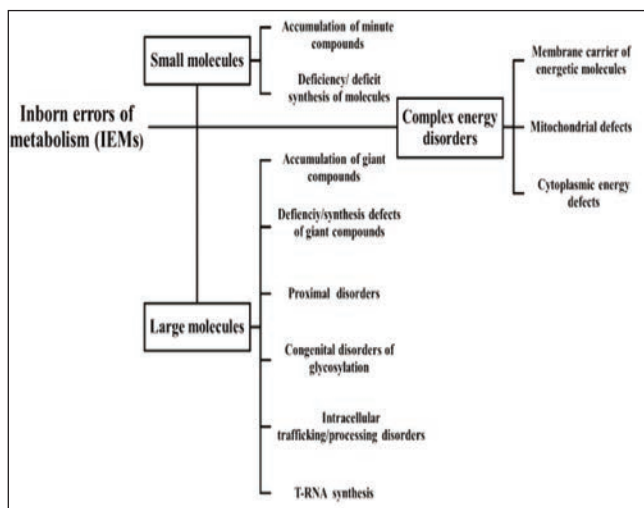 Inborn errors of
metabolism (IEMs)
Small molecules
Accumulation of minute
compounds
Deficiency/ deficit
synthesis of molecules
Complex energy
disorders
Membrane carrier of
energetic molecules
Mitochondrial defects
Cytoplasmic energy
defects
Large molecules
Accumulation of giant
compounds
Defienciy/synthesis defects
of giant compounds
Proximal disorders
Congenital disorders of
glycosylation
Intracellular
trafficking/processing disorders
T-RNA synthesis